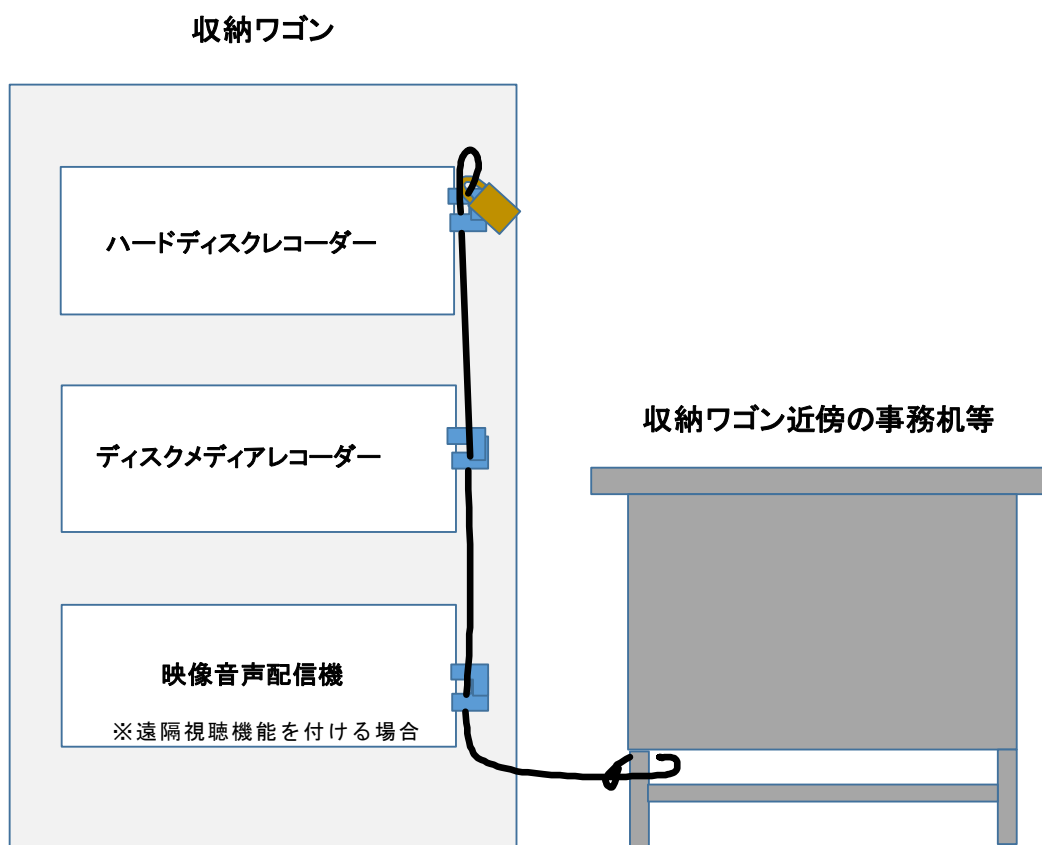 収納ワゴン
ハードディスクレコーダー
ディスクメディアレコーダー
収納ワゴン近傍の事務机等
映像音声配信機
※遠隔視聴機能を付ける場合